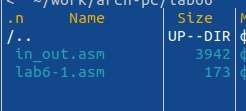 < ~/work/arch-pc/lab06
.n Name Size М
/.. UP--DIR ф
in_out.asm 3942 м
lab6-1.asm 173 ф